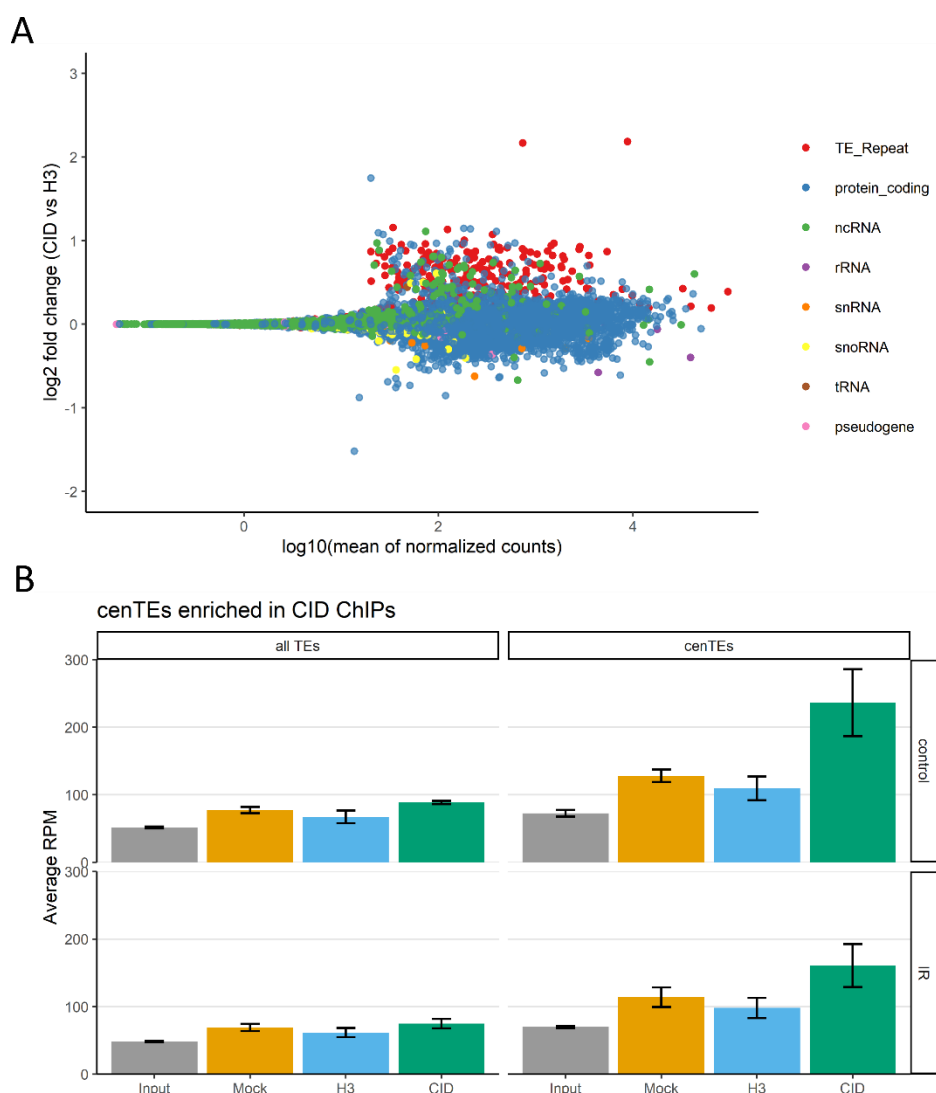 A
log2 fold change (CID vs H3)
3
2
1
0
-1
-2
0
2
4
log10(mean of normalized counts)
TE_Repeat
protein_coding
ncRNA
rRNA
snRNA
snoRNA
tRNA
pseudogene
B
cenTEs enriched in CID ChIPs
all TEs
cenTEs
Average RPM
300
200
100
0
control
300
200
100
0
IR
Input
Mock
H3
CID
Input
Mock
H3
CID